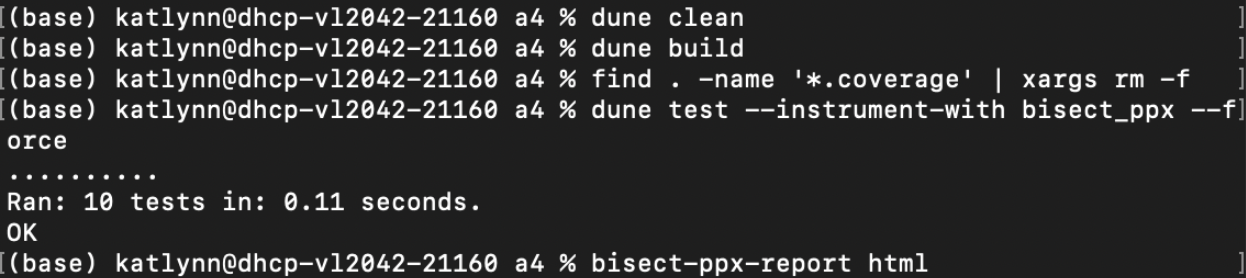 [(base) katlynn@dhcp-vl2042-21160 a4 % dune clean ]
[(base) katlynn@dhcp-vl2042-21160 a4 % dune build ]
[(base) katlynn@dhcp-vl2042-21160 a4 % find . -name '*.coverage' | xargs rm -f ]
[(base) katlynn@dhcp-vl2042-21160 a4 % dune test --instrument-with bisect_ppx --f]
orce
..........
Ran: 10 tests in: 0.11 seconds.
OK
[(base) katlynn@dhcp-vl2042-21160 a4 % bisect-ppx-report html ]